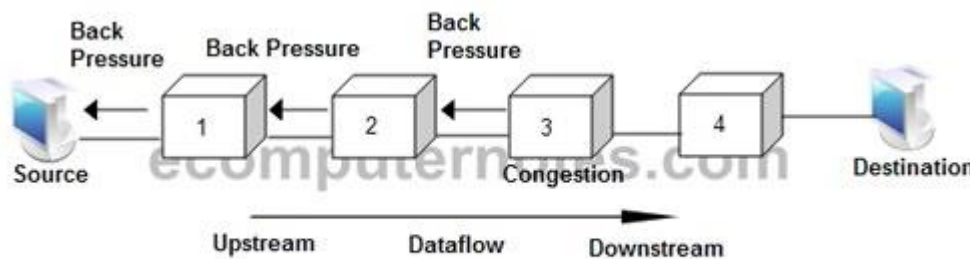 Back
Pressure
Back Pressure
Back
Pressure
1
2
3
4
Source
ecomputernotes.com
Congestion
Destination
Upstream
Dataflow
Downstream